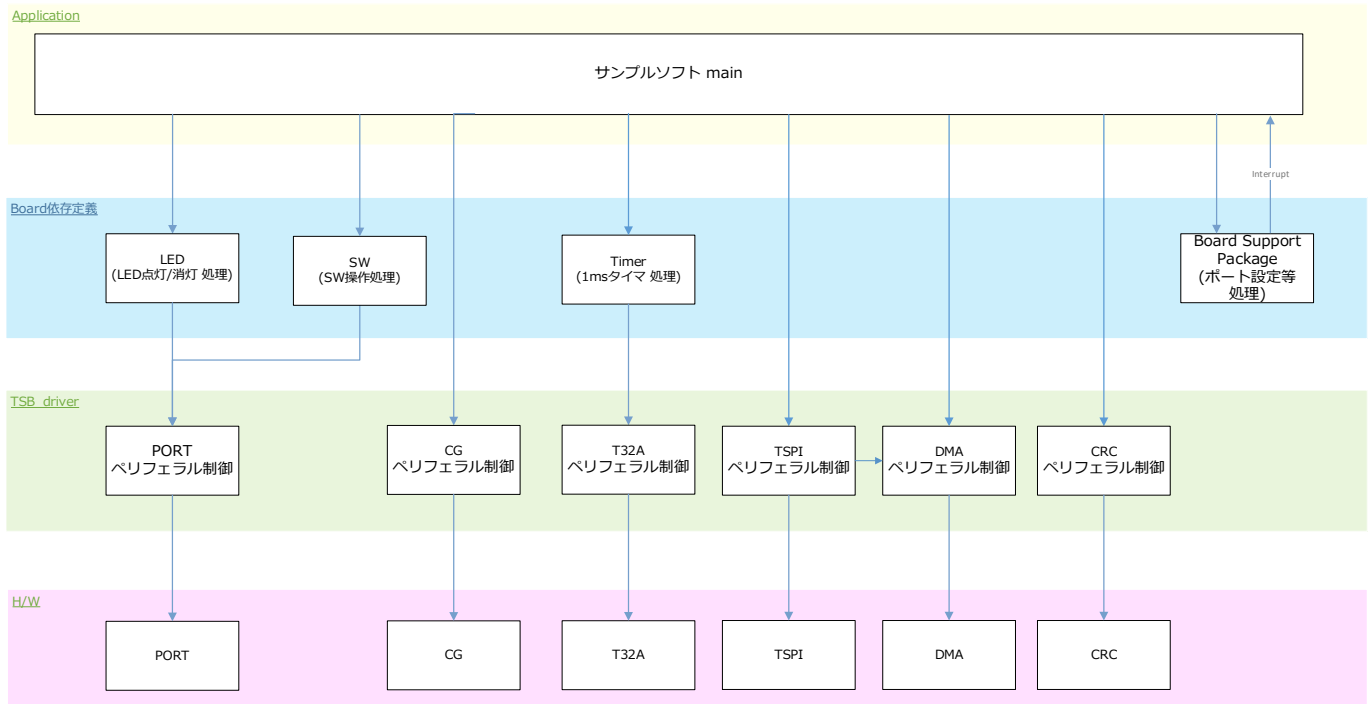 Application
サンプルソフト main
Interrupt
Board依存定義
LED
(LED点灯/消灯 処理)
SW
(SW操作処理)
Timer
(1msタイマ 処理)
Board Support
Package
(ポート設定等
処理)
TSB_driver
PORT
ペリフェラル制御
CG
ペリフェラル制御
T32A
ペリフェラル制御
TSPI
ペリフェラル制御
DMA
ペリフェラル制御
CRC
ペリフェラル制御
H/W
PORT
CG
T32A
TSPI
DMA
CRC